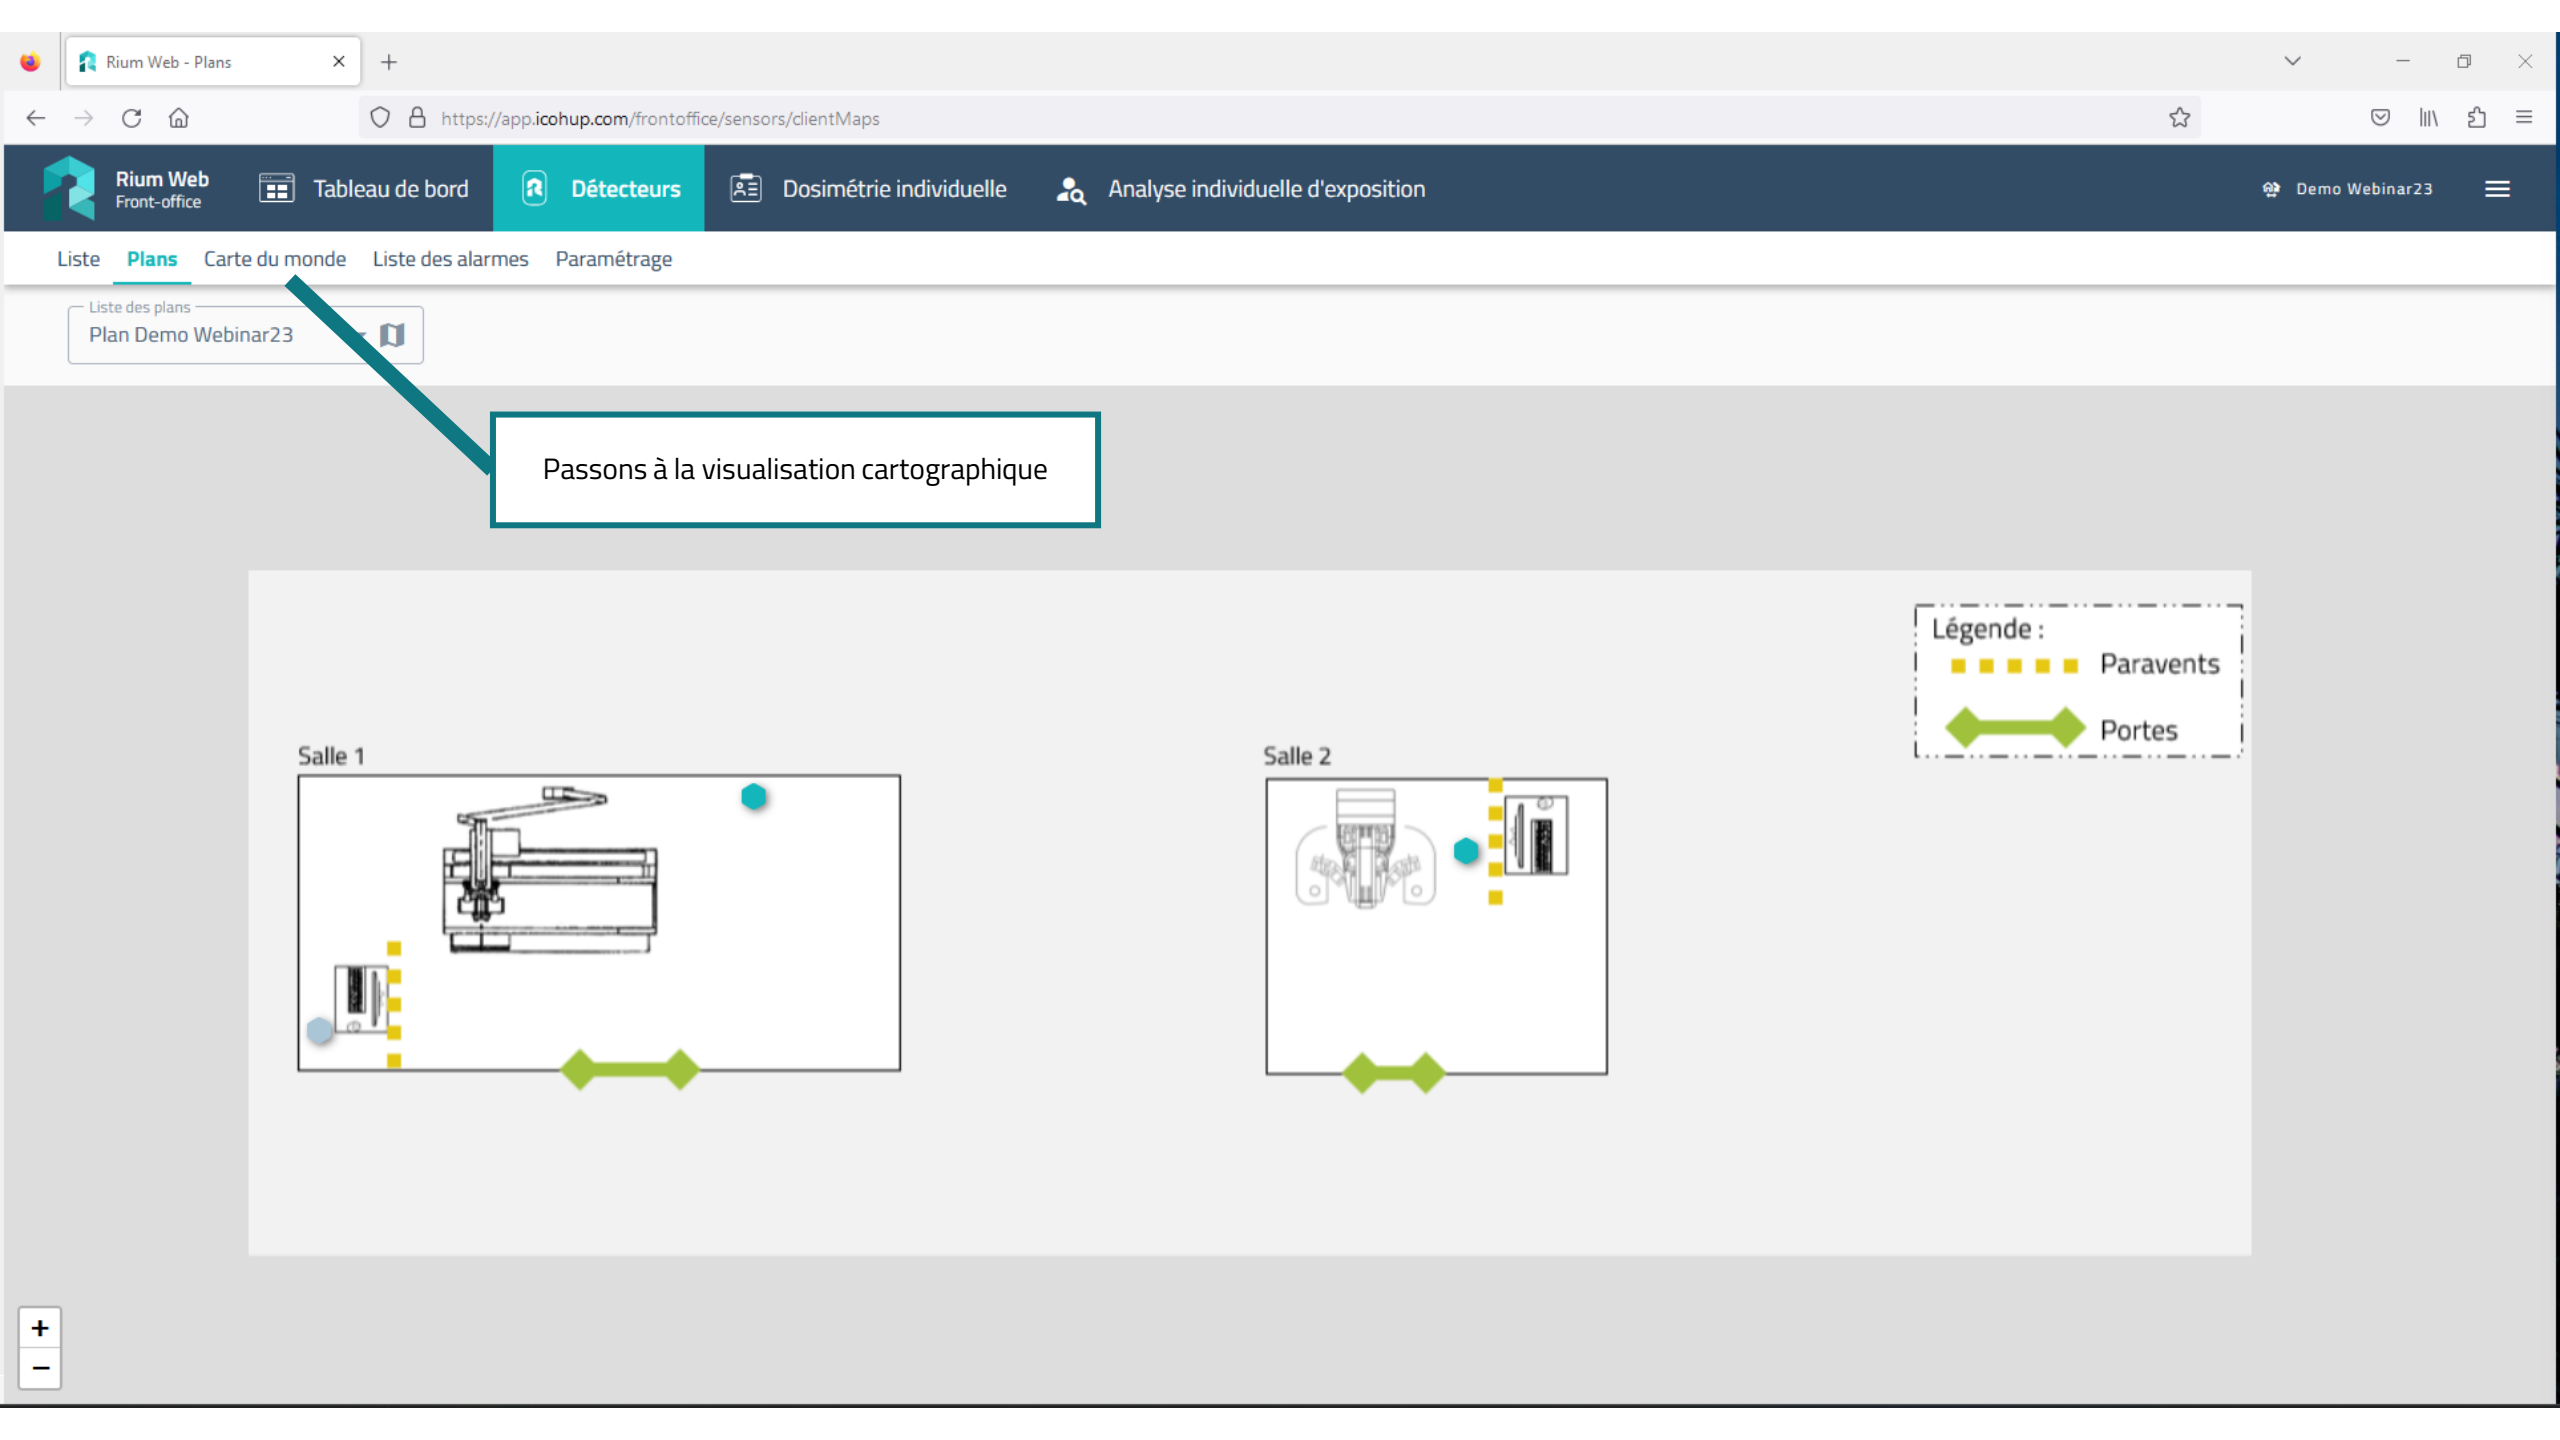 Rium Web - Plans
https://app.icohup.com/frontoffice/sensors/clientMaps
Rium Web
Front-office
Tableau de bord
Détecteurs
Dosimétrie individuelle
Analyse individuelle d'exposition
Demo Webinar23
Liste
Plans
Carte du monde
Liste des alarmes
Paramétrage
Liste des plans
Plan Demo Webinar23
Passons à la visualisation cartographique
Légende :
Paravents
Portes
Salle 1
Salle 2
+
−